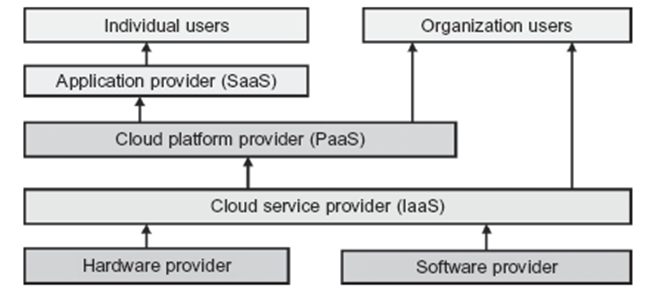 Individual users
Organization users
Application provider (SaaS)
Cloud platform provider (PaaS)
Cloud service provider (IaaS)
Hardware provider
Software provider